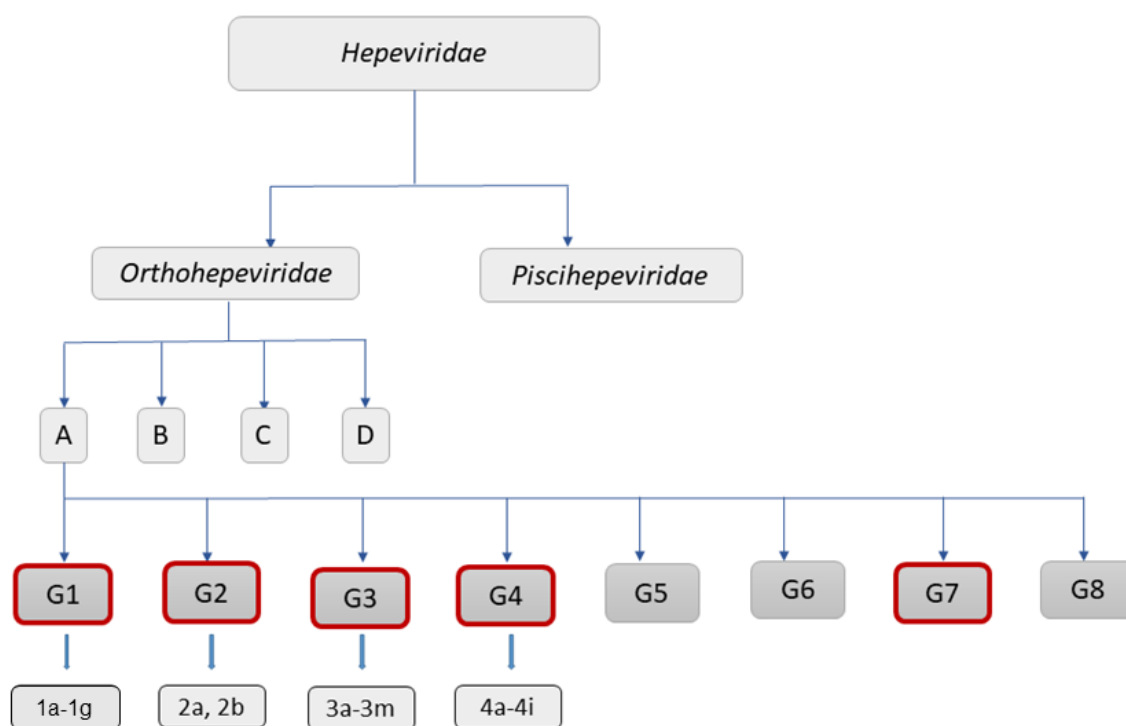 Hepeviridae
Orthohepeviridae
Piscihepeviridae
A
B
C
D
G1
G2
G3
G4
G5
G6
G7
G8
1a-1g
2a, 2b
3a-3m
4a-4i